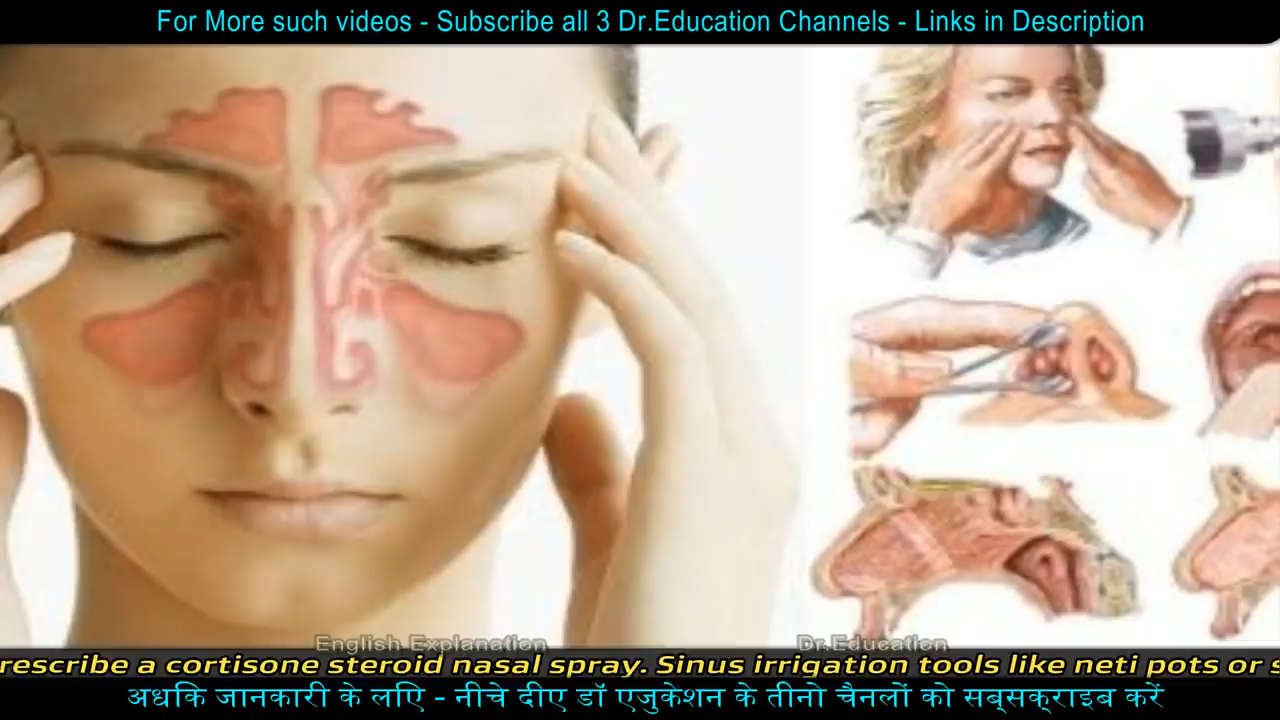 For More such videos - Subscribe all 3 Dr.Education Channels - Links in Description
English Explanation
Dr.Education
rescribe a cortisone steroid nasal spray. Sinus irrigation tools like neti pots or s
अधकि जानकारी के लएि - नीचे दीए डॉ एजुकेशन के तीनो चैनलों को सब्सक्राइब करें